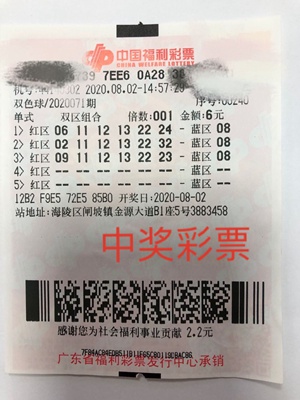 中国福利彩票
CHINA WELFARE LOTTERY
7EE6 0A28
2020.08.02-14:57:20
双色球/2020071期 序号:00240
单式 双区组合 倍数:001 金额:6元
1>红区 06 11 12 13 22 24 -蓝区 08
2>红区 02 11 12 13 22 23 -蓝区 08
3>红区 09 11 12 13 22 23 -蓝区 08
4>红区 -蓝区
5>红区 -蓝区
12B2 F9E5 72E5 85B0 开奖日:2020-08-02
站地址:海陵区闸坡镇金源大道B1座5号3883458
中奖彩票
感谢您为社会福利事业贡献 2.2元
广东省福利彩票发行中心承销